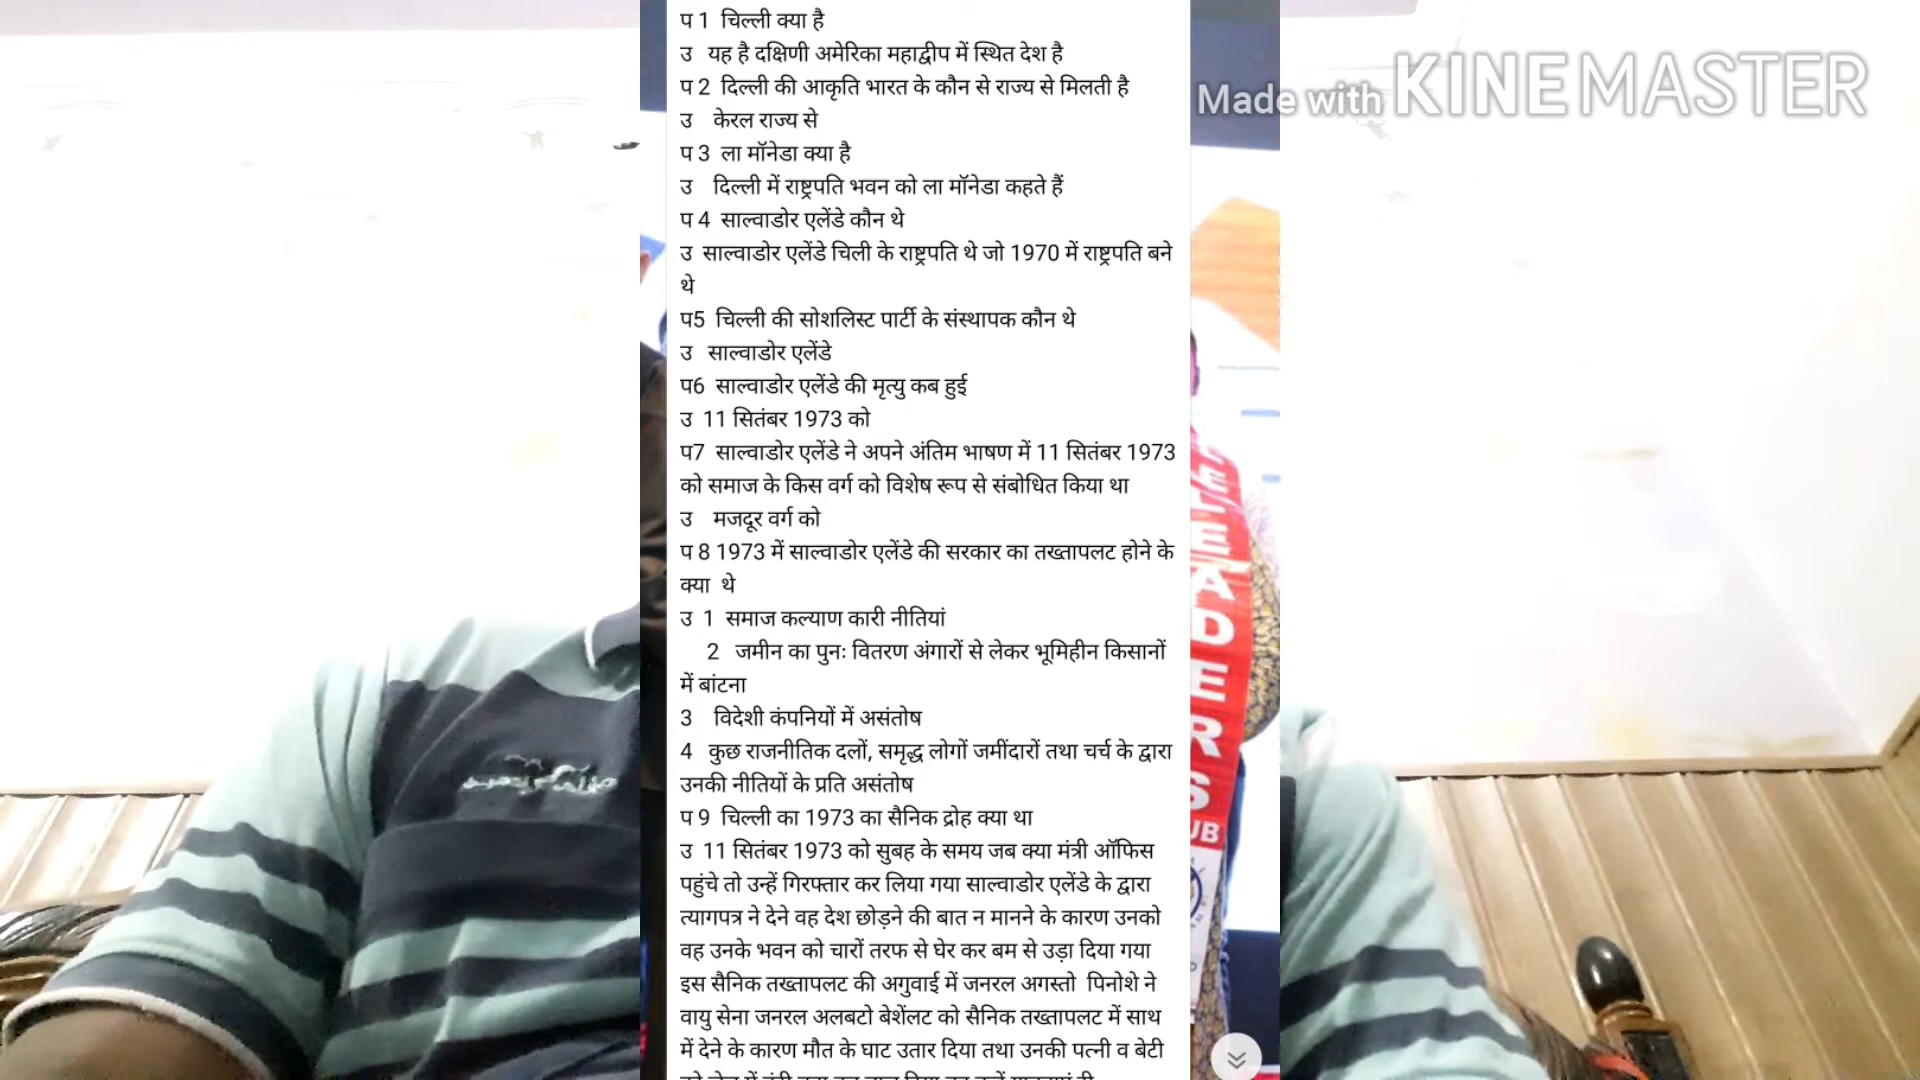 प 1 चिल्ली क्या है
उ यह है दक्षिणी अमेरिका महाद्वीप में स्थित देश है
प 2 दिल्ली की आकृति भारत के कौन से राज्य से मिलती है
उ केरल राज्य से
प 3 ला मॉनेडा क्या है
उ दिल्ली में राष्ट्रपति भवन को ला मॉनेडा कहते हैं
प 4 साल्वाडोर एलेंडे कौन थे
उ साल्वाडोर एलेंडे चिली के राष्ट्रपति थे जो 1970 में राष्ट्रपति बने
थे
प5 चिल्ली की सोशलिस्ट पार्टी के संस्थापक कौन थे
उ साल्वाडोर एलेंडे
प6 साल्वाडोर एलेंडे की मृत्यु कब हुई
उ 11 सितंबर 1973 को
प7 साल्वाडोर एलेंडे ने अपने अंतिम भाषण में 11 सितंबर 1973
को समाज के किस वर्ग को विशेष रूप से संबोधित किया था
उ मजदूर वर्ग को
प 8 1973 में साल्वाडोर एलेंडे की सरकार का तख्तापलट होने के
क्या थे
उ 1 समाज कल्याण कारी नीतियां
2 जमीन का पुनः वितरण अंगारों से लेकर भूमिहीन किसानों
में बांटना
3 विदेशी कंपनियों में असंतोष
4 कुछ राजनीतिक दलों, समृद्ध लोगों जमींदारों तथा चर्च के द्वारा
उनकी नीतियों के प्रति असंतोष
प 9 चिल्ली का 1973 का सैनिक द्रोह क्या था
उ 11 सितंबर 1973 को सुबह के समय जब क्या मंत्री ऑफिस
पहुंचे तो उन्हें गिरफ्तार कर लिया गया साल्वाडोर एलेंडे के द्वारा
त्यागपत्र ने देने वह देश छोड़ने की बात न मानने के कारण उनको
वह उनके भवन को चारों तरफ से घेर कर बम से उड़ा दिया गया
इस सैनिक तख्तापलट की अगुवाई में जनरल अगस्तो पिनोशे ने
वायु सेना जनरल अलबटो बेशेंलट को सैनिक तख्तापलट में साथ
में देने के कारण मौत के घाट उतार दिया तथा उनकी पत्नी व बेटी
Made with KINEMASTER
LEADERS
UB